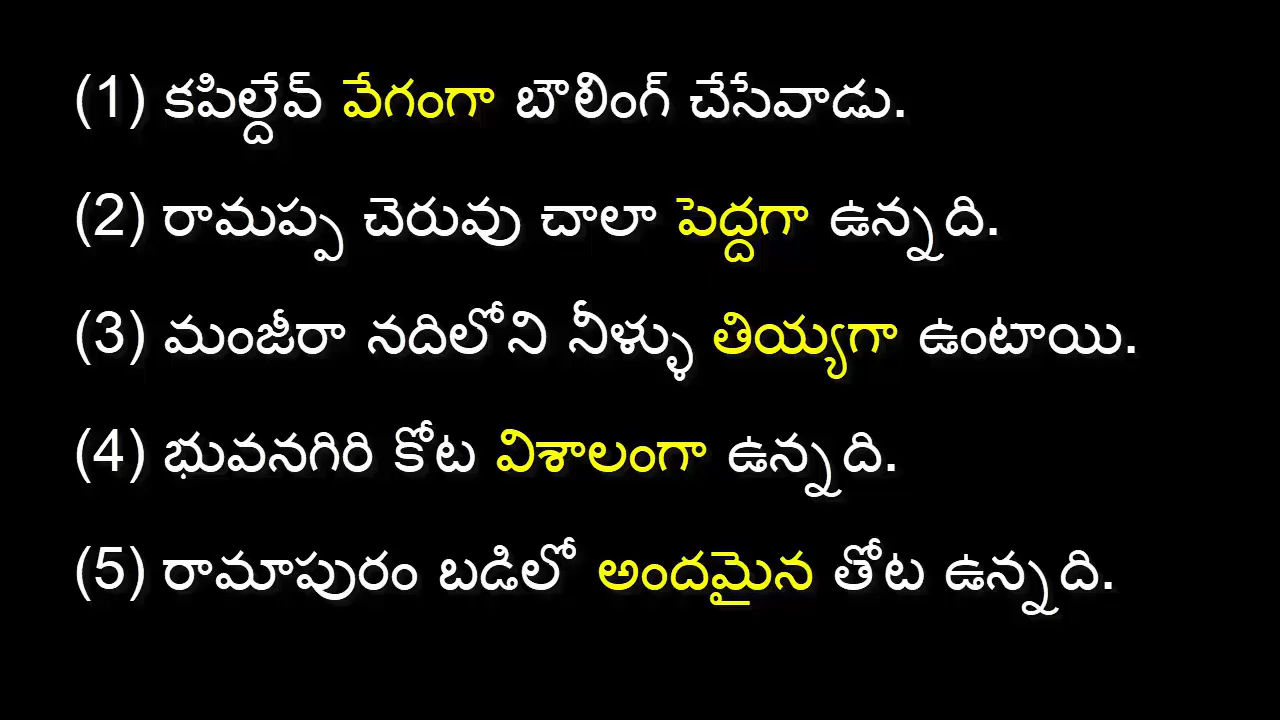 (1) కపిల్దేవ్ వేగంగా బౌలింగ్ చేసేవాడు.
(2) రామప్ప చెరువు చాలా పెద్దగా ఉన్నది.
(3) మంజీరా నదిలోని నీళ్ళు తియ్యగా ఉంటాయి.
(4) భువనగిరి కోట విశాలంగా ఉన్నది.
(5) రామాపురం బడిలో అందమైన తోట ఉన్నది.